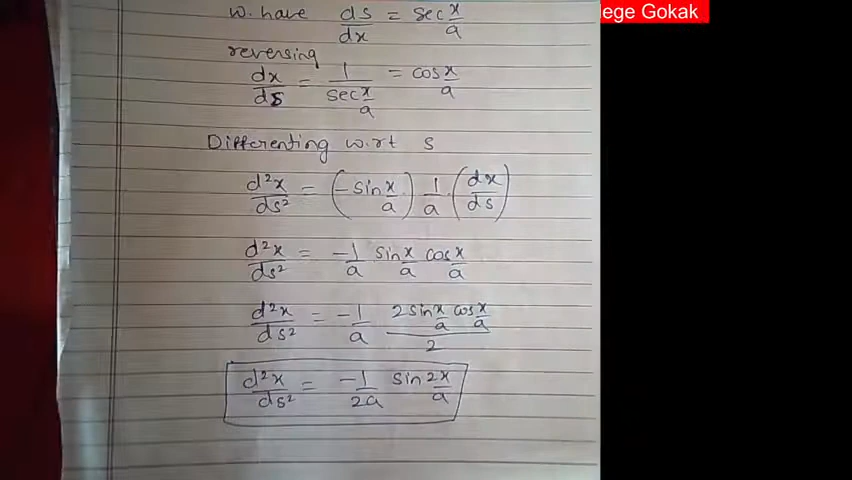 w. have ds/dx = sec x/a
lege Gokak
reversing
dx/ds = 1/sec x/a = cos x/a
Differenting w.r.t s
d²x/ds² = (-sin x/a) 1/a · (dx/ds)
d²x/ds² = -1/a sin x/a cos x/a
d²x/ds² = -1/a 2 sin x/a cos x/a / 2
d²x/ds² = -1/2a sin 2x/a